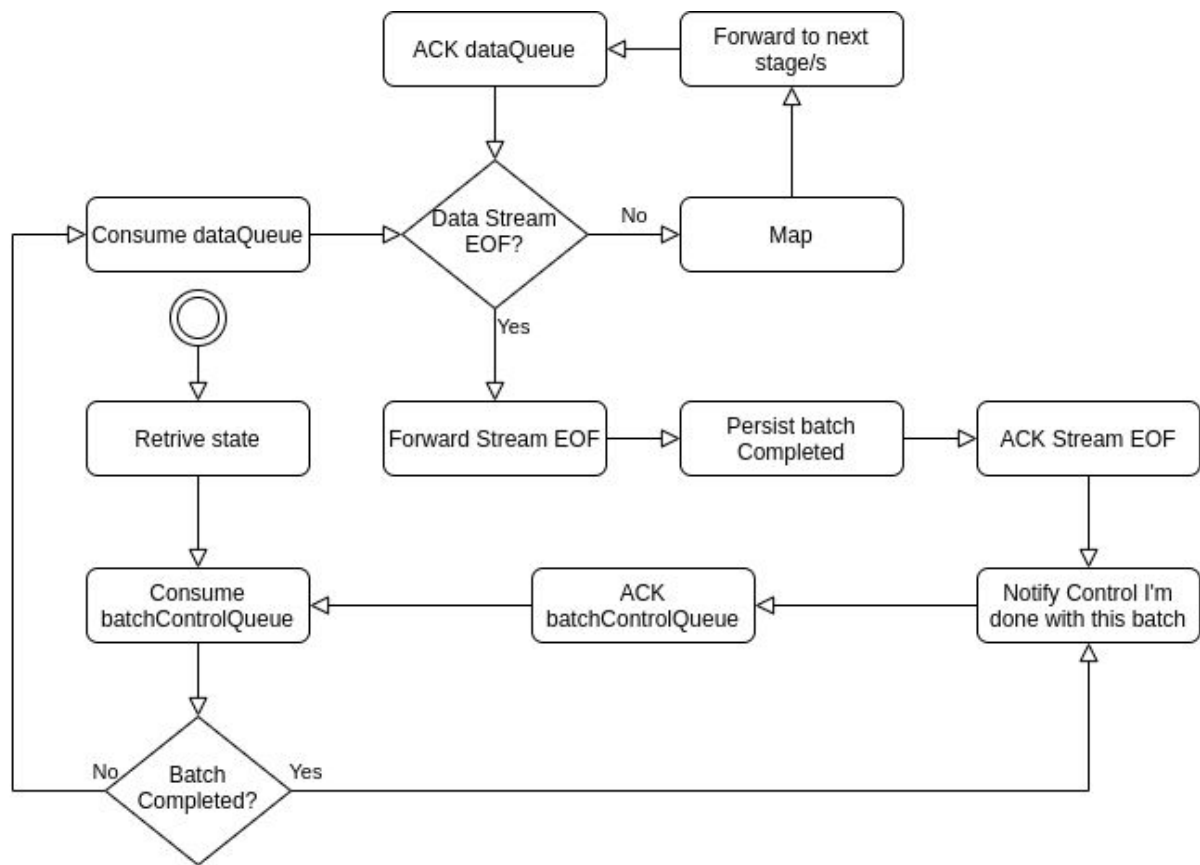 ACK dataQueue
Forward to next
stage/s
Consume dataQueue
Data Stream
EOF?
No
Map
Yes
Retrive state
Forward Stream EOF
Persist batch
Completed
ACK Stream EOF
Consume
batchControlQueue
ACK
batchControlQueue
Notify Control I'm
done with this batch
No
Batch
Completed?
Yes